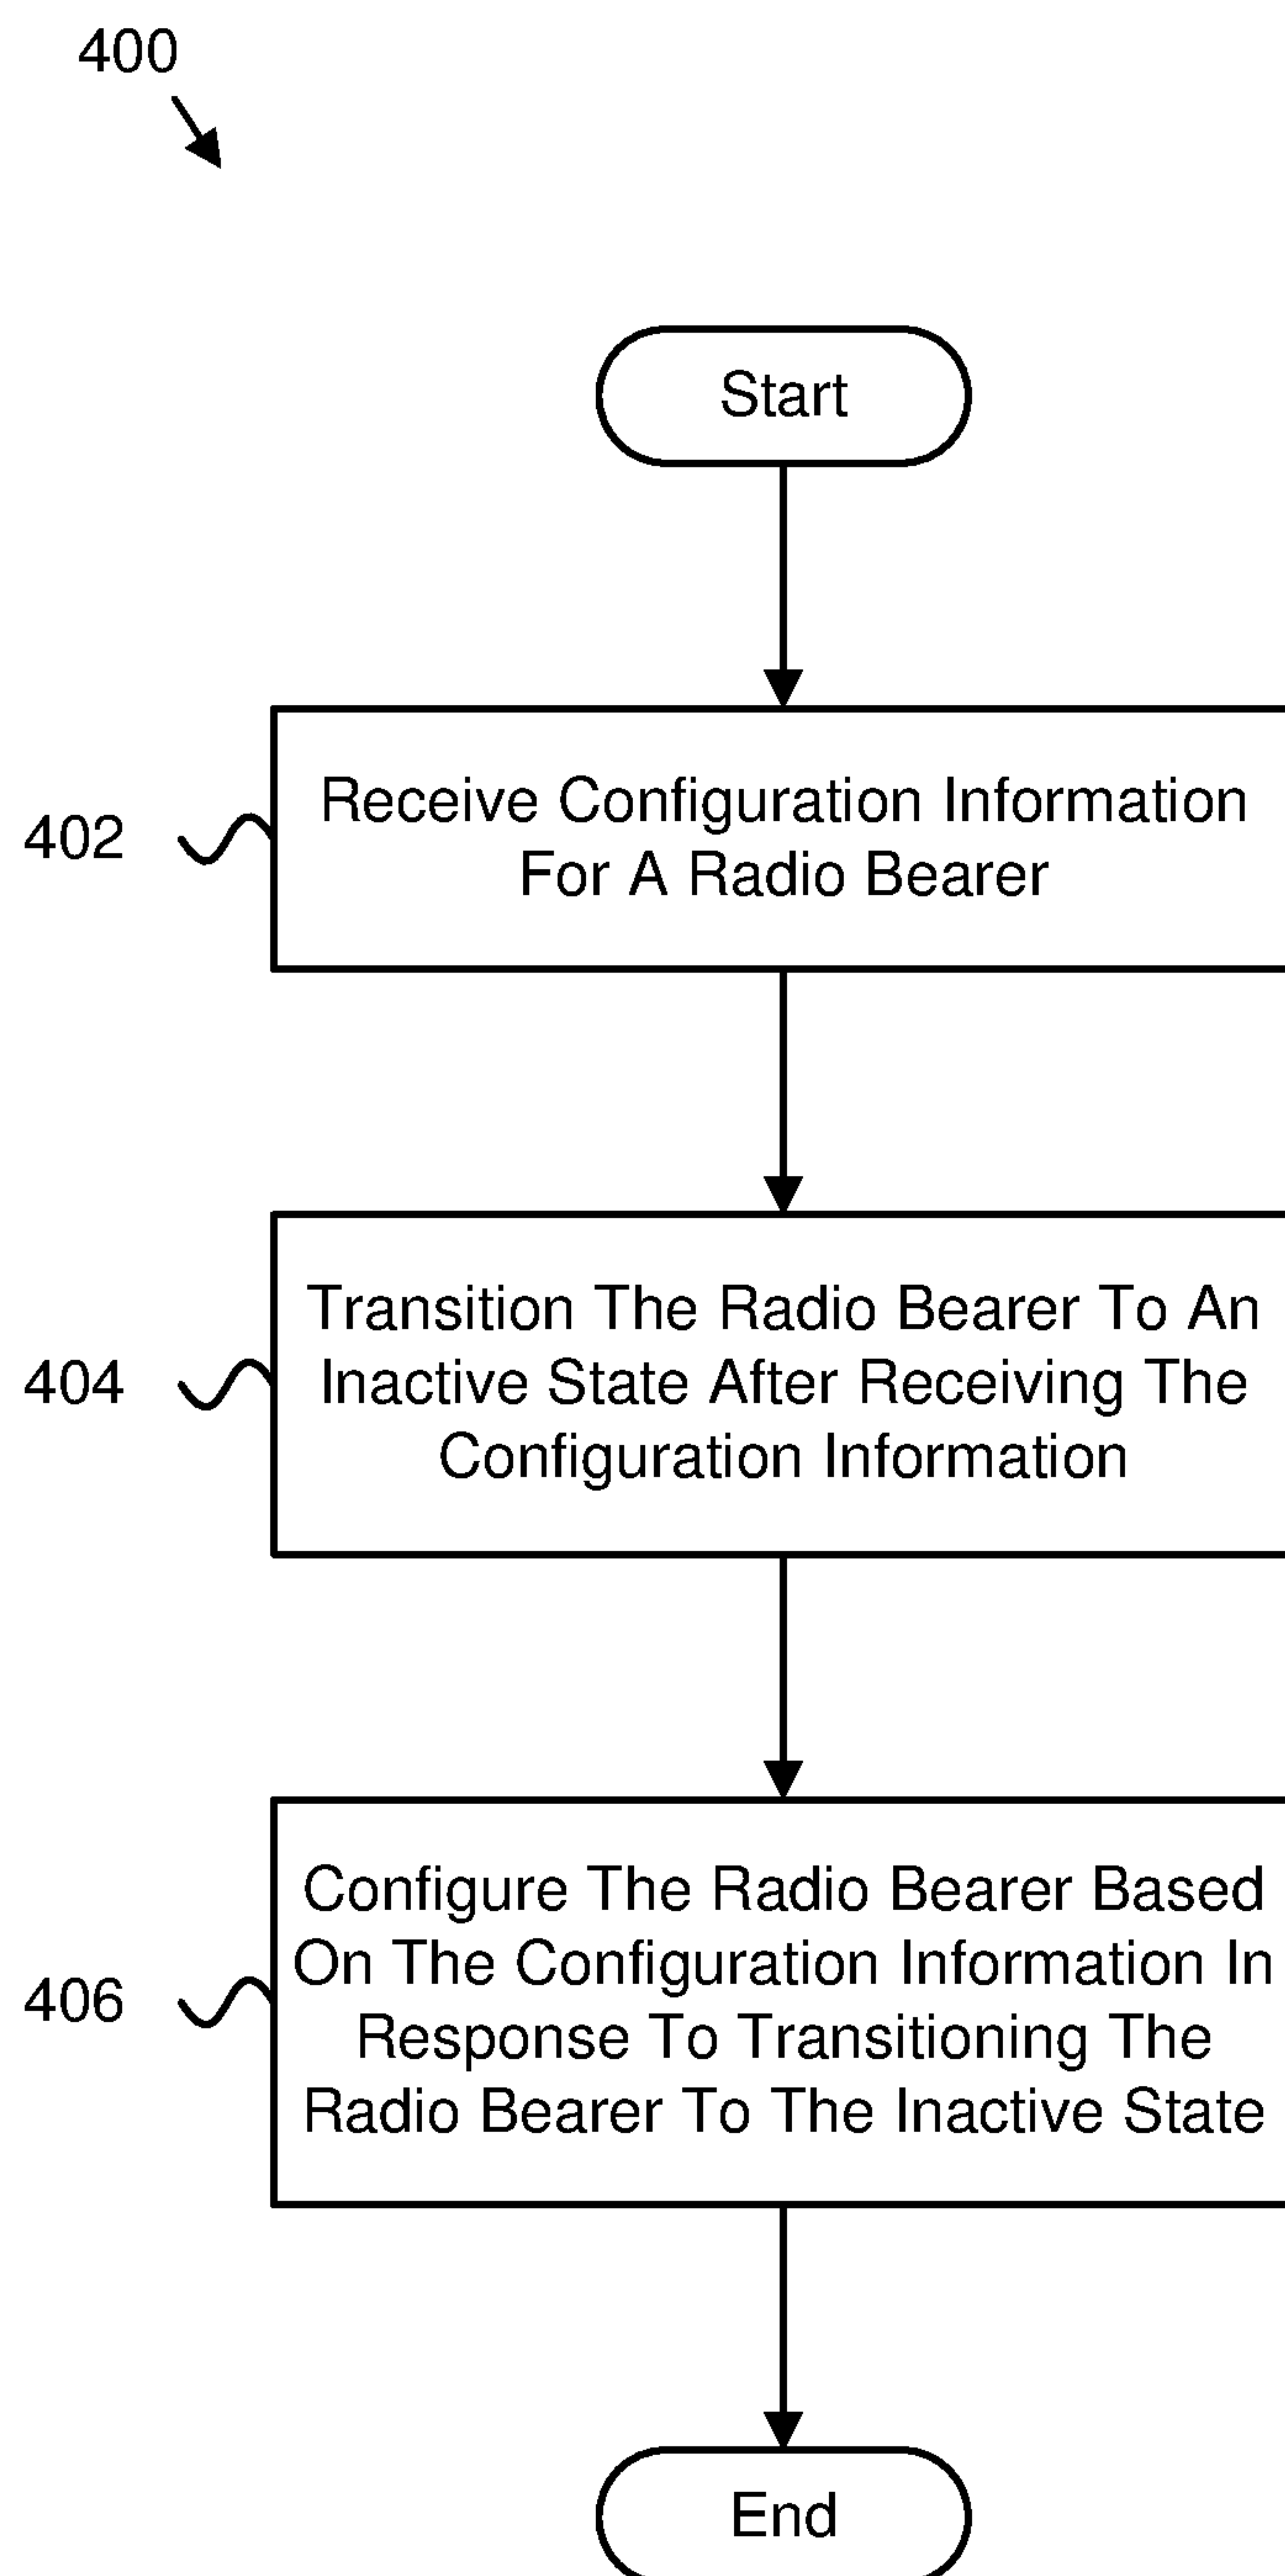 400
Start
402
Receive Configuration Information
For A Radio Bearer
404
Transition The Radio Bearer To An
Inactive State After Receiving The
Configuration Information
406
Configure The Radio Bearer Based
On The Configuration Information In
Response To Transitioning The
Radio Bearer To The Inactive State
End